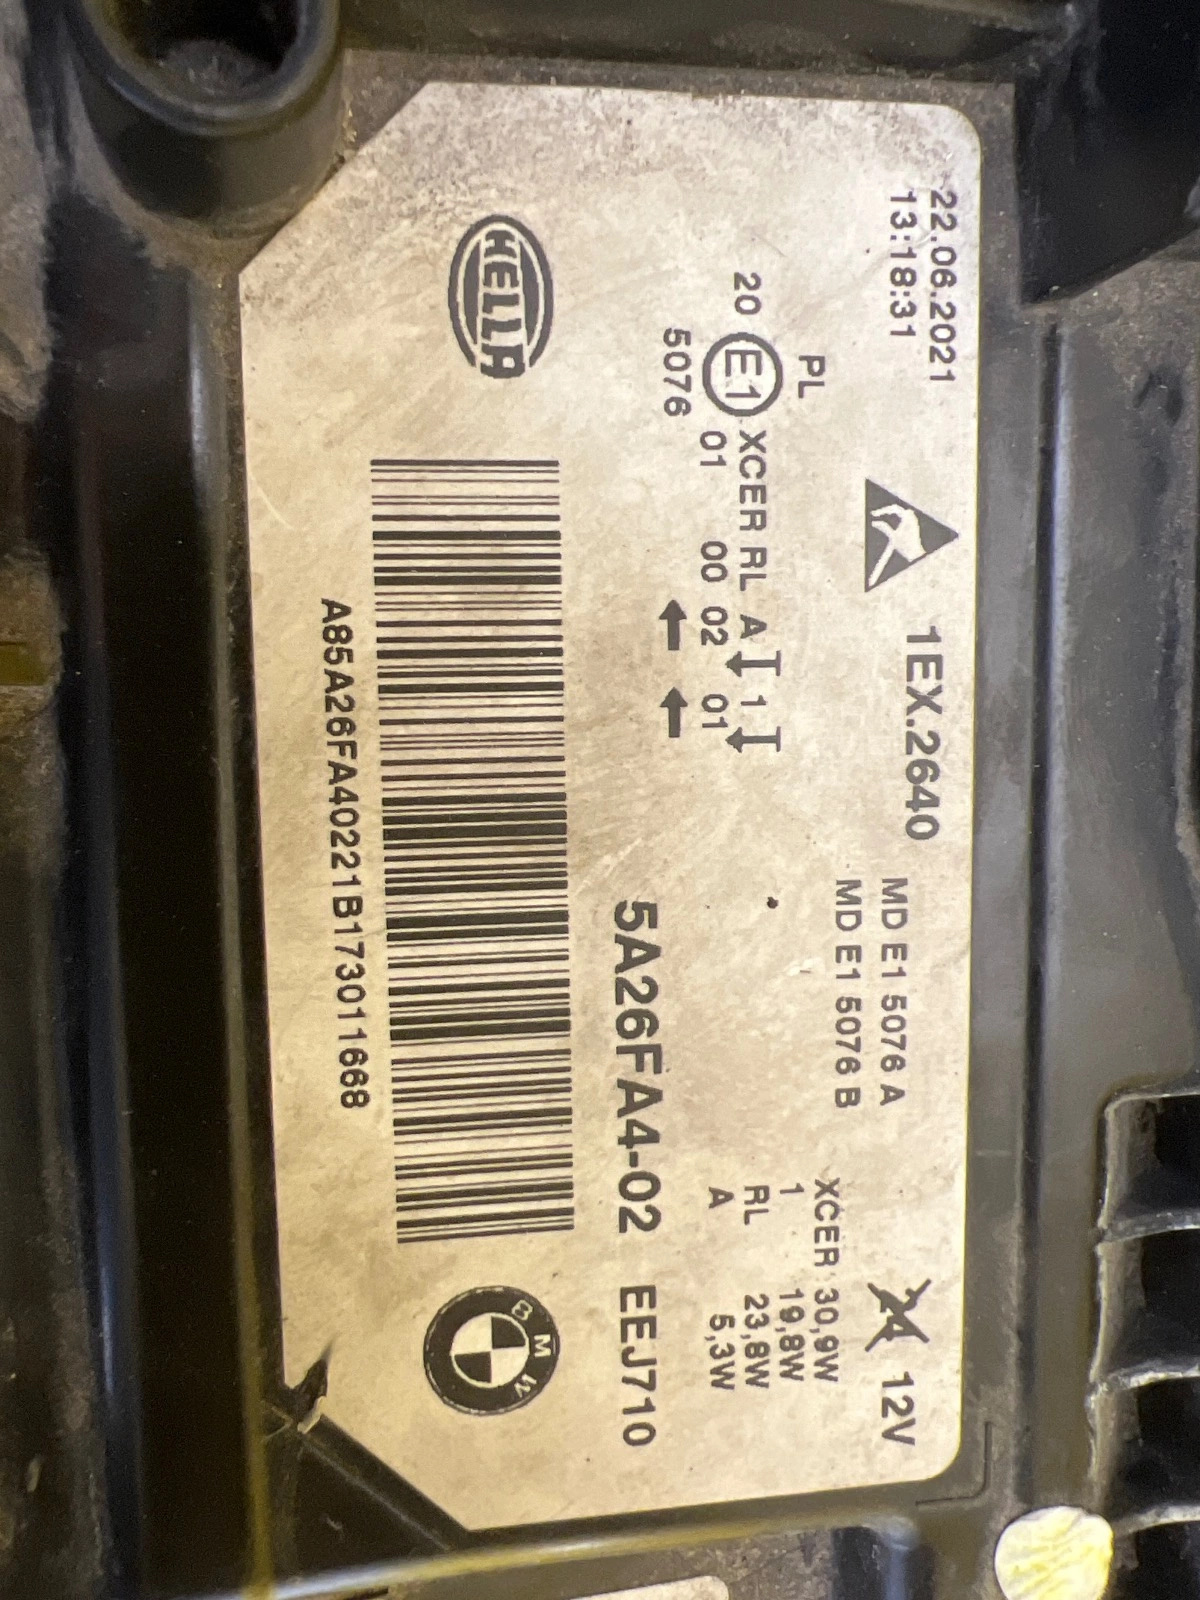 22.06.2021
13:18:31
1EX.2640
MD E1 5076 A
MD E1 5076 B
24 12V
PL
20 E1 XCER RL A 1
01 00 02 01
5076
XCER 30,9W
1 19,8W
RL 23,8W
A 5,3W
5A26FA4-02 EEJ710
HELLA
BMW
A85A26FA40221B173011668